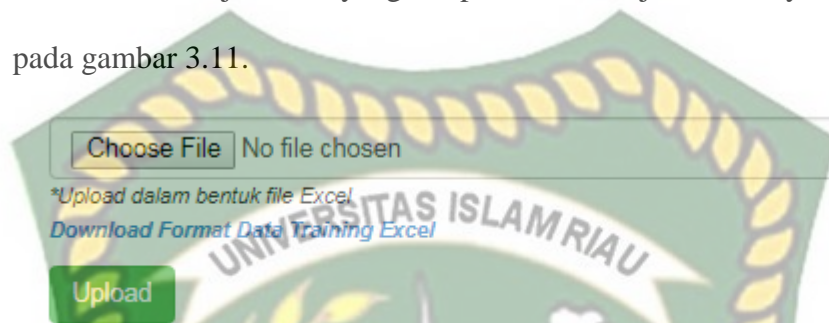 pada gambar 3.11.
Choose File No file chosen
*Upload dalam bentuk file Excel
Download Format Data Training Excel
UNIVERSITAS ISLAM RIAU
Upload